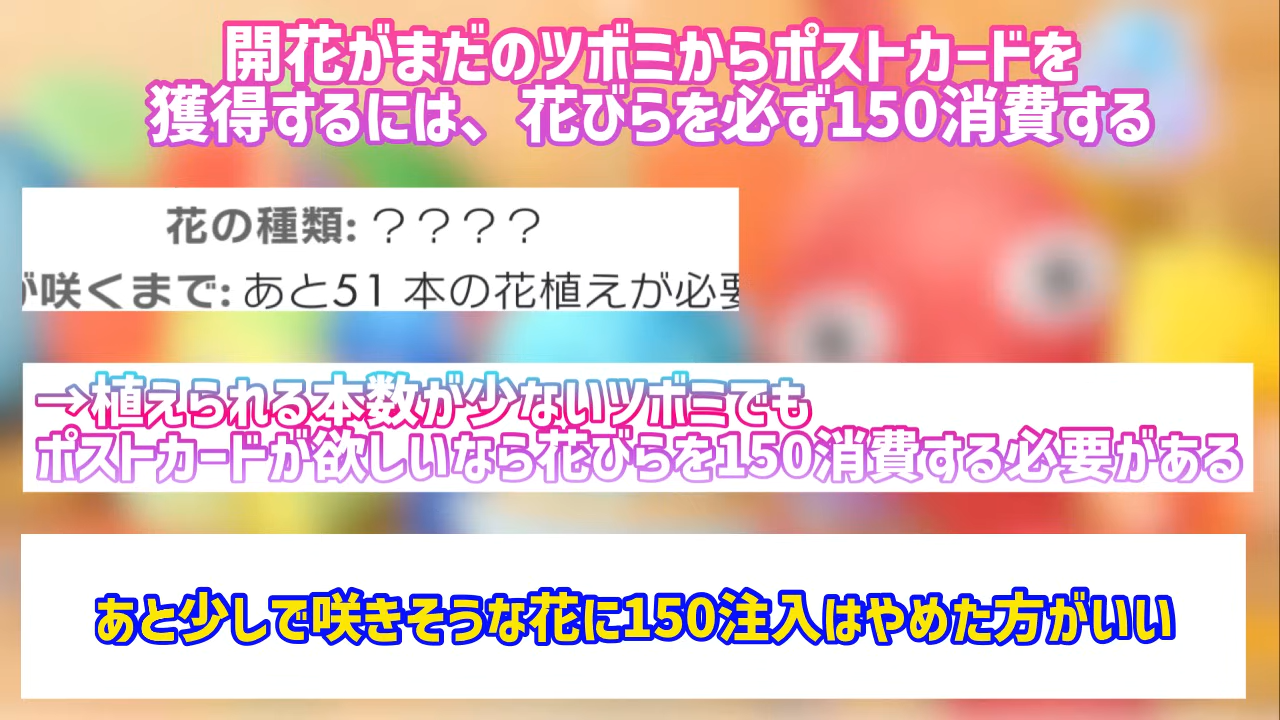 開花がまだのツボミからポストカードを
獲得するには、花びらを必ず150消費する
花の種類: ????
が咲くまで: あと51 本の花植えが必要
→植えられる本数が少ないツボミでも
ポストカードが欲しいなら花びらを150消費する必要がある
あと少しで咲きそうな花に150注入はやめた方がいい